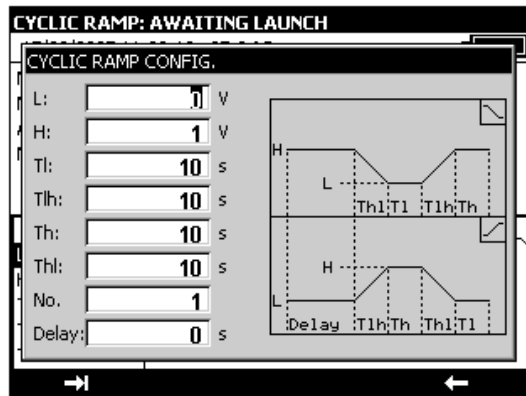 CYCLIC RAMP: AWAITING LAUNCH
CYCLIC RAMP CONFIG.
L: 0 V
H: 1 V
Tl: 10 s
Tlh: 10 s
Th: 10 s
Thl: 10 s
No. 1
Delay: 0 s
H
L
Thl Tl Tlh Th
H
L
Delay Tlh Th Thl Tl